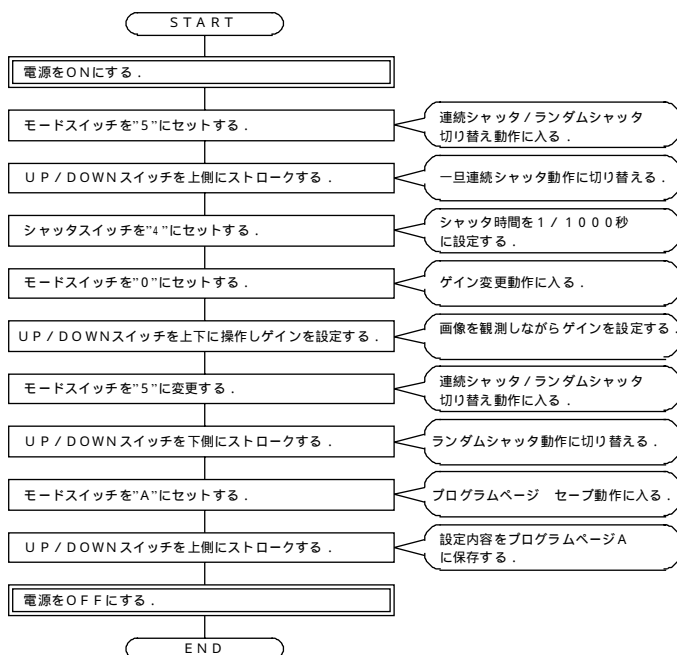 ＳＴＡＲＴ
電源をＯＮにする．
モードスイッチを”５”にセットする．
連続シャッタ/ランダムシャッタ
切り替え動作に入る．
ＵＰ/ＤＯＷＮスイッチを上側にストロークする．
一旦連続シャッタ動作に切り替える．
シャッタスイッチを”4”にセットする．
シャッタ時間を１/１０００秒
に設定する．
モードスイッチを”０”にセットする．
ゲイン変更動作に入る．
ＵＰ/ＤＯＷＮスイッチを上下に操作しゲインを設定する．
画像を観測しながらゲインを設定する．
モードスイッチを”５”に変更する．
連続シャッタ/ランダムシャッタ
切り替え動作に入る．
ＵＰ/ＤＯＷＮスイッチを下側にストロークする．
ランダムシャッタ動作に切り替える．
モードスイッチを”Ａ”にセットする．
プログラムページ　セーブ動作に入る．
ＵＰ/ＤＯＷＮスイッチを上側にストロークする．
設定内容をプログラムページＡ
に保存する．
電源をＯＦＦにする．
ＥＮＤ